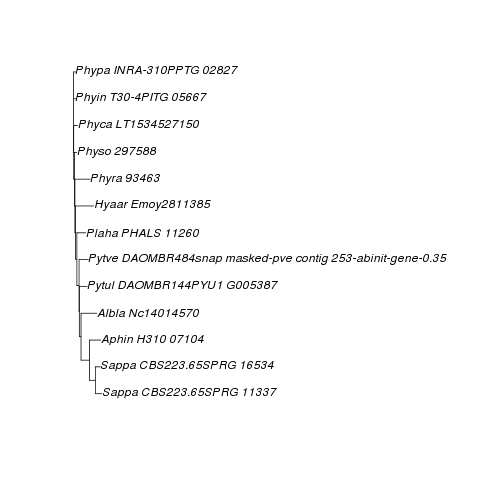 Phypa INRA-310PPTG 02827
Phyin T30-4PITG 05667
Phyca LT1534527150
Physo 297588
Phyra 93463
Hyaar Emoy2811385
Plaha PHALS 11260
Pytve DAOMBR484snap masked-pve contig 253-abinit-gene-0.35
Pytul DAOMBR144PYU1 G005387
Albla Nc14014570
Aphin H310 07104
Sappa CBS223.65SPRG 16534
Sappa CBS223.65SPRG 11337